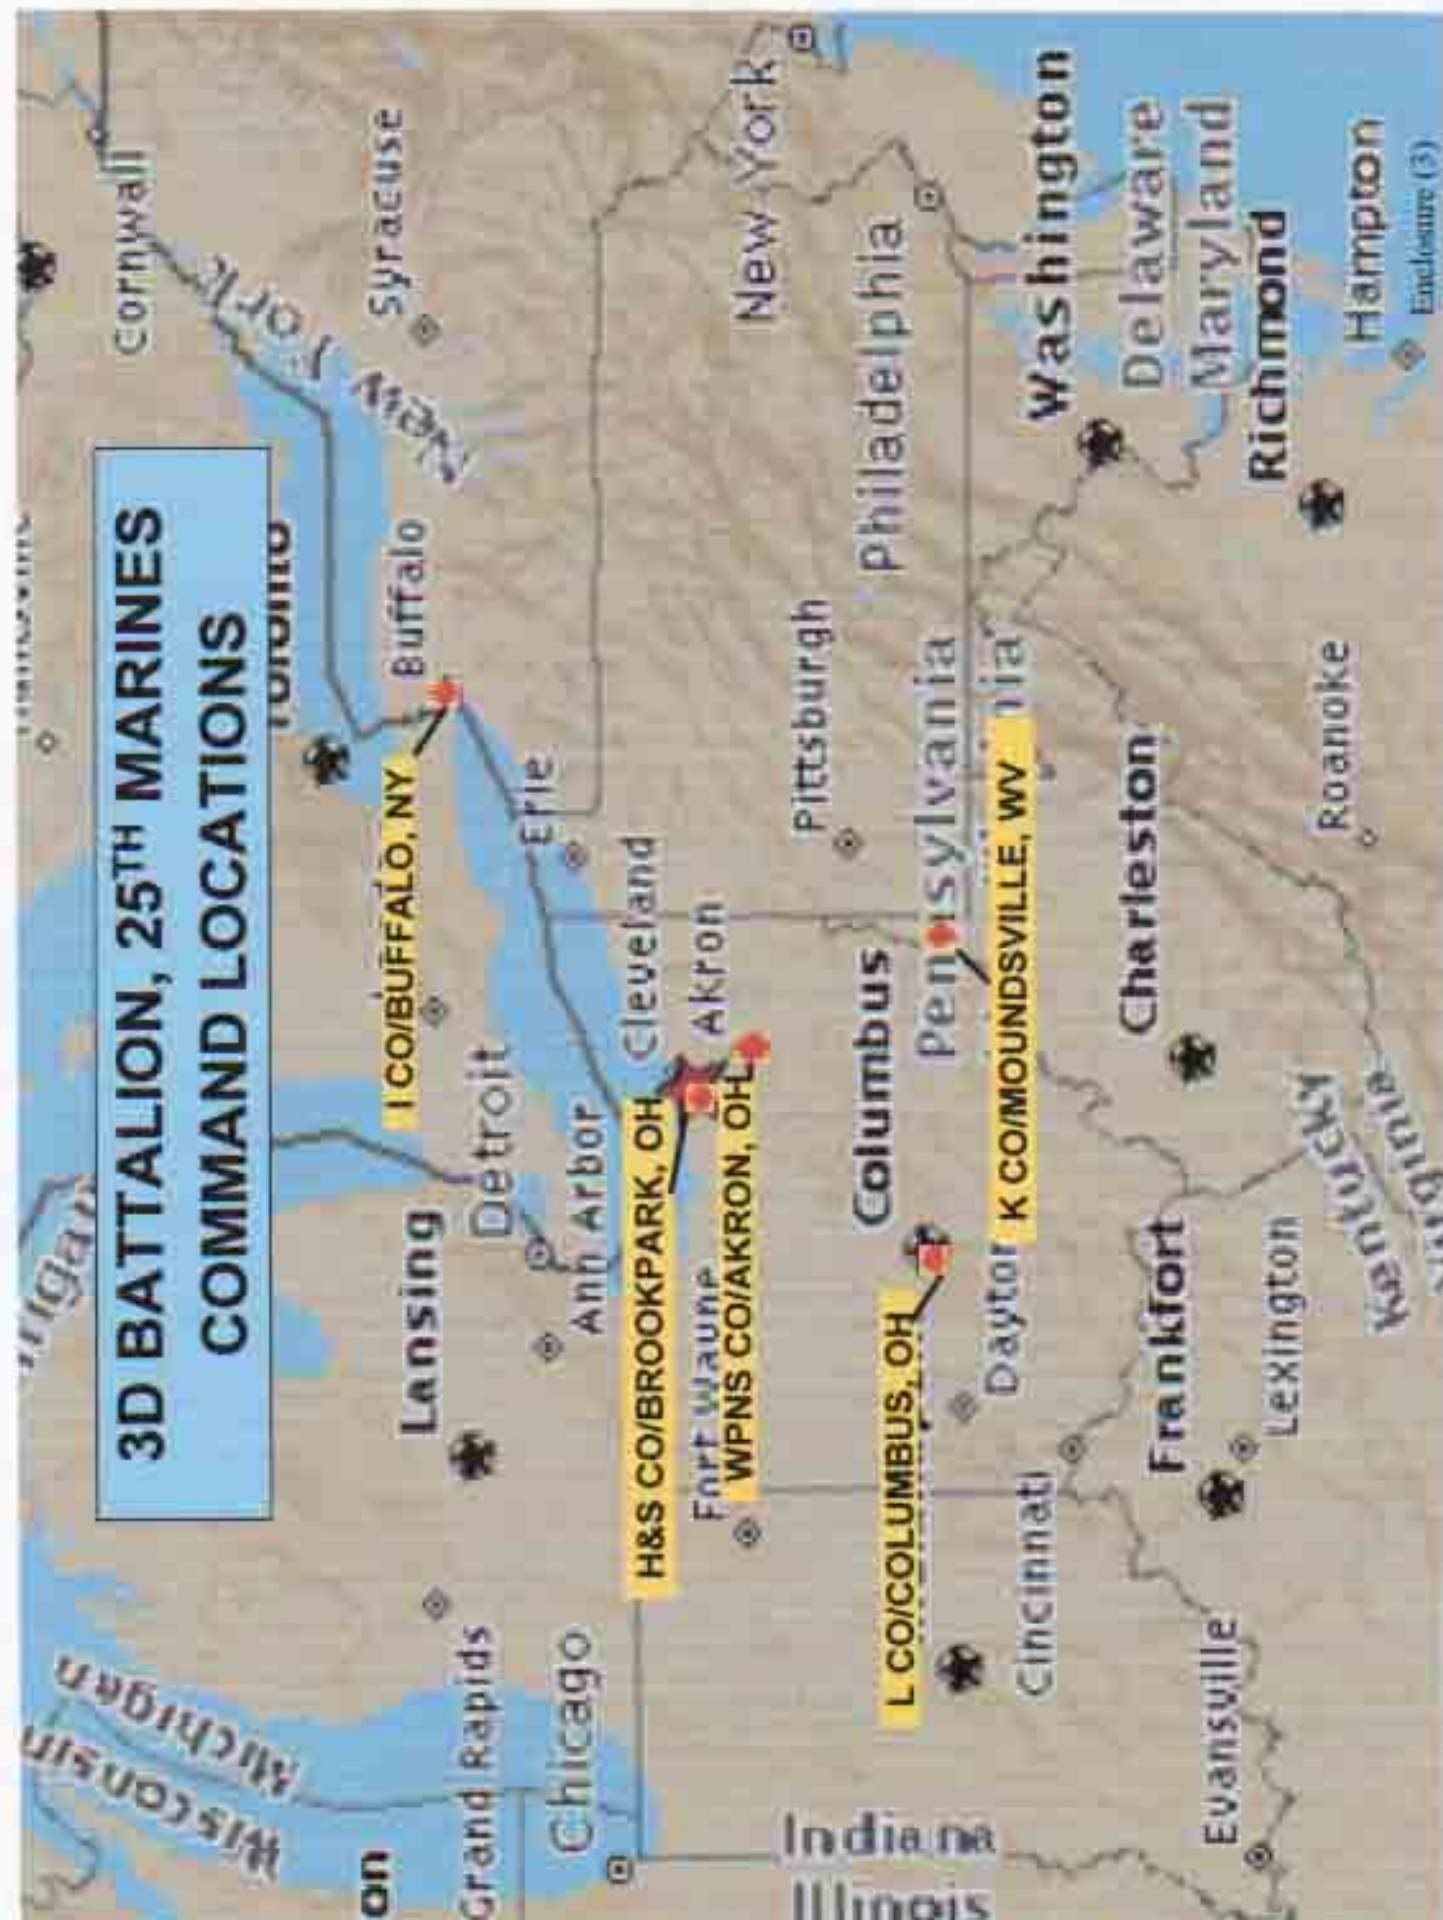 3D BATTALION, 25TH MARINES
COMMAND LOCATIONS
Cornwall
Syracuse
New York
Buffalo
I CO/BUFFALO, NY
Wisconsin
Michigan
Lansing
Detroit
Grand Rapids
Erie
Ann Arbor
Chicago
Cleveland
H&S CO/BROOKPARK, OH
Akron
Fort Wayne
WPNS CO/AKRON, OH
New York
Pittsburgh
Philadelphia
Columbus
L CO/COLUMBUS, OH
Indiana
Illinois
Pennsylvania
Dayton
K CO/MOUNDSVILLE, WV
Cincinnati
Washington
Delaware
Maryland
Charleston
Frankfort
Richmond
Evansville
Lexington
Kentucky
Roanoke
Hampton
Enclosure (3)